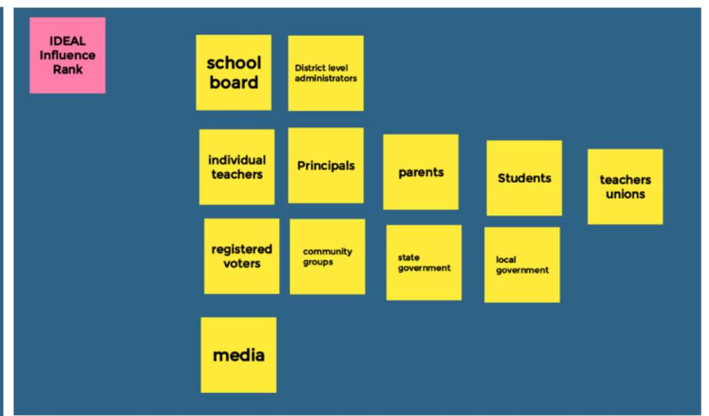 IDEAL
Influence
Rank
school
board
District level
administrators
individual
teachers
Principals
parents
Students
teachers
unions
registered
voters
community
groups
state
government
local
government
media